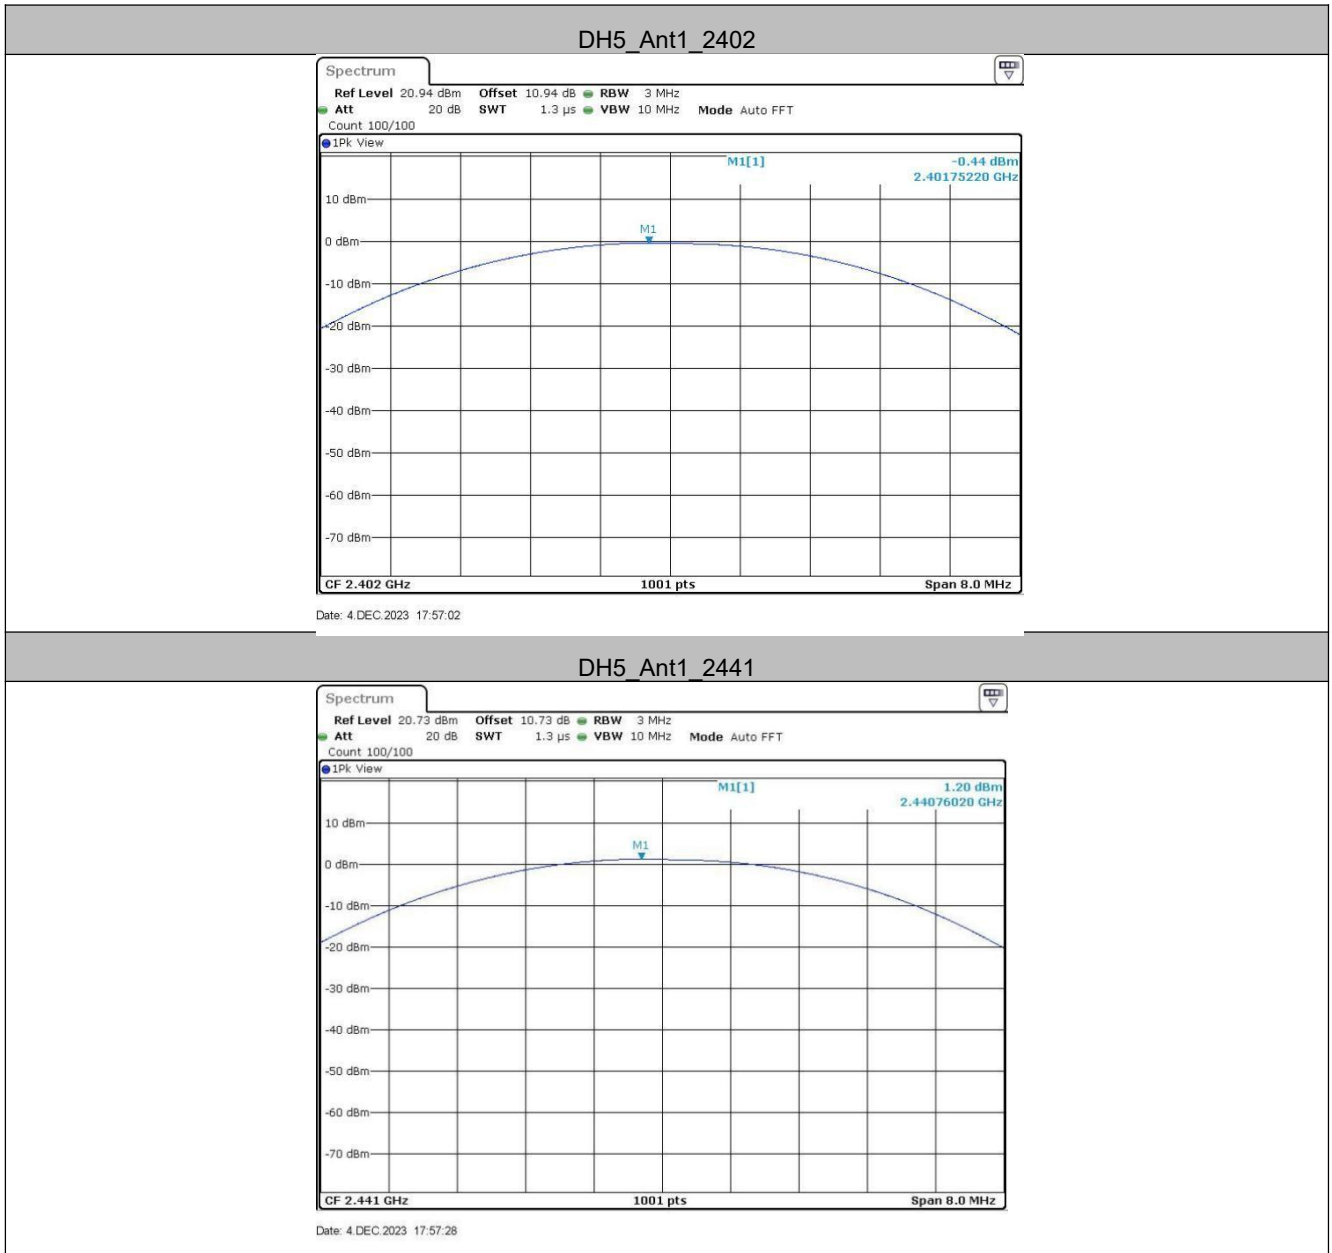 DH5_Ant1_2402
Spectrum
Ref Level 20.94 dBm Offset 10.94 dB RBW 3 MHz
Att 20 dB SWT 1.3 µs VBW 10 MHz Mode Auto FFT
Count 100/100
1Pk View
M1[1] -0.44 dBm
2.40175220 GHz
10 dBm
M1
0 dBm
-10 dBm
-20 dBm
-30 dBm
-40 dBm
-50 dBm
-60 dBm
-70 dBm
CF 2.402 GHz 1001 pts Span 8.0 MHz
Date: 4.DEC.2023 17:57:02
DH5_Ant1_2441
Spectrum
Ref Level 20.73 dBm Offset 10.73 dB RBW 3 MHz
Att 20 dB SWT 1.3 µs VBW 10 MHz Mode Auto FFT
Count 100/100
1Pk View
M1[1] 1.20 dBm
2.44076020 GHz
10 dBm
M1
0 dBm
-10 dBm
-20 dBm
-30 dBm
-40 dBm
-50 dBm
-60 dBm
-70 dBm
CF 2.441 GHz 1001 pts Span 8.0 MHz
Date: 4.DEC.2023 17:57:28